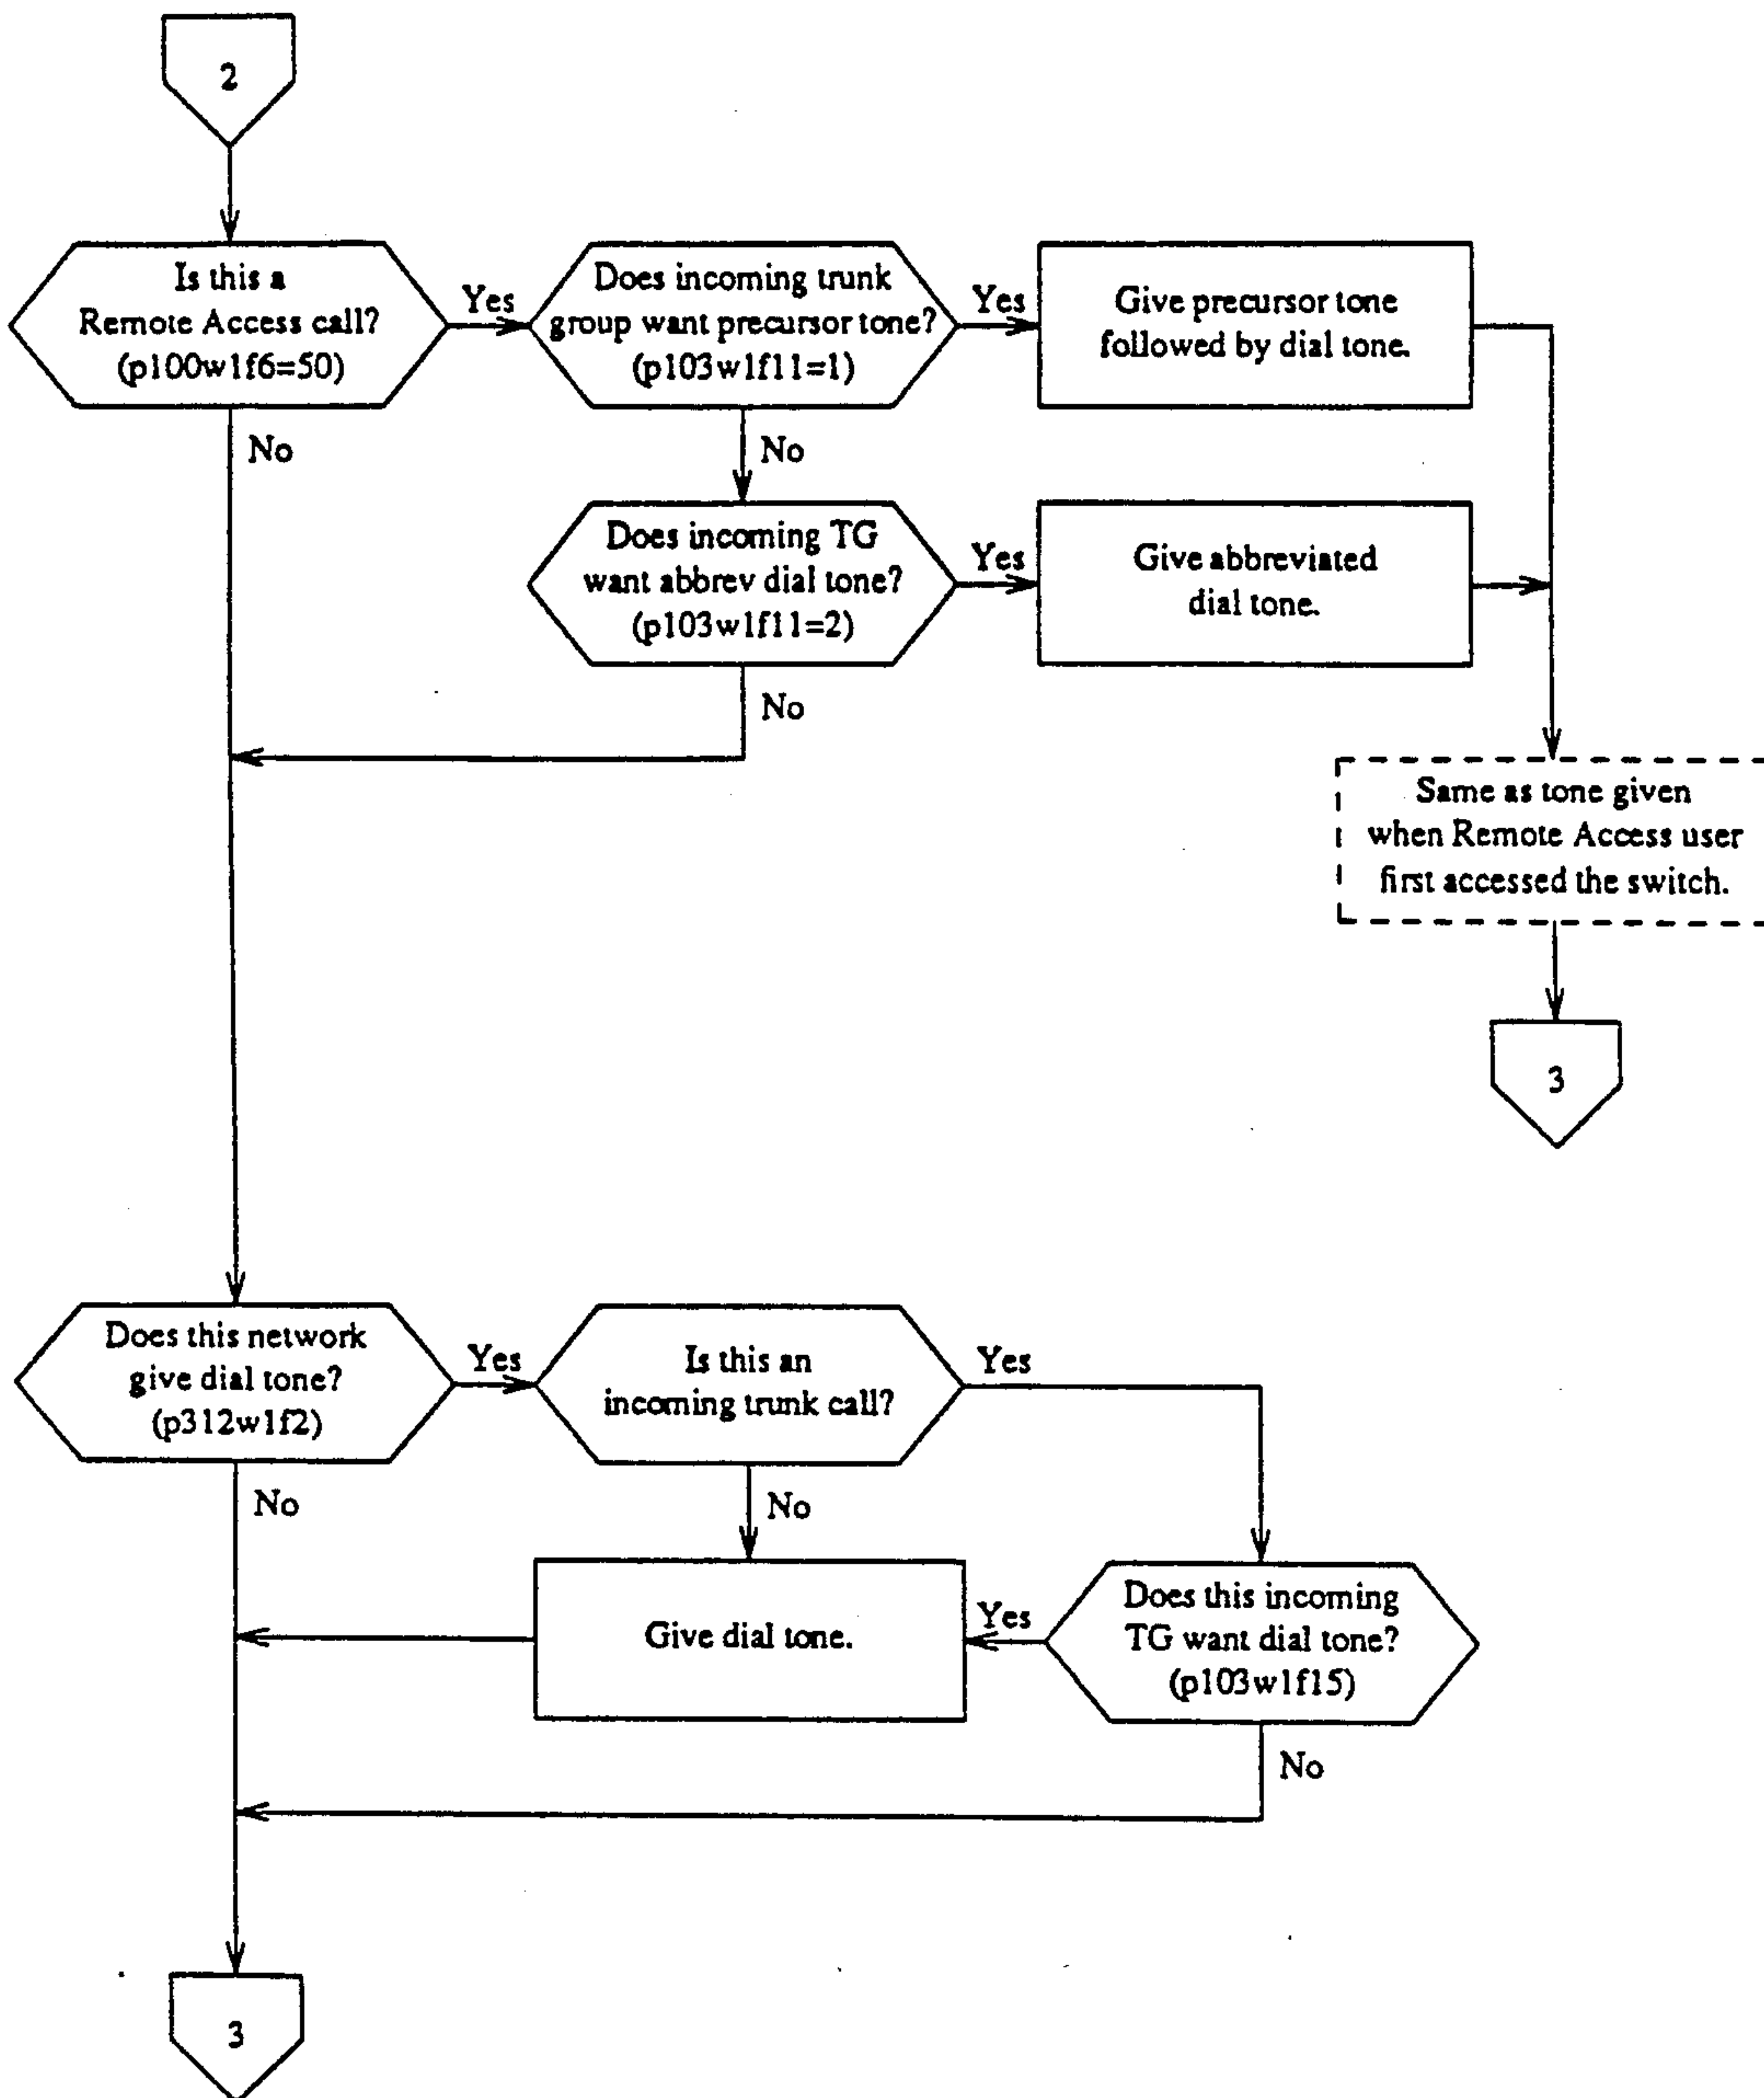 2
Is this a
Remote Access call?
(p100w1f6=50)
Yes
No
Does incoming trunk
group want precursor tone?
(p103w1f11=1)
Yes
No
Give precursor tone
followed by dial tone.
Does incoming TG
want abbrev dial tone?
(p103w1f11=2)
Yes
No
Give abbreviated
dial tone.
Same as tone given
when Remote Access user
first accessed the switch.
3
Does this network
give dial tone?
(p312w1f2)
Yes
No
Is this an
incoming trunk call?
Yes
No
Give dial tone.
Yes
Does this incoming
TG want dial tone?
(p103w1f15)
No
3